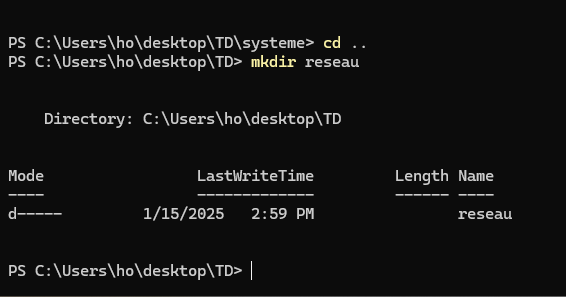 PS C:\Users\ho\desktop\TD\systeme> cd ..
PS C:\Users\ho\desktop\TD> mkdir reseau
Directory: C:\Users\ho\desktop\TD
Mode LastWriteTime Length Name
---- ------------- ------ ----
d----- 1/15/2025 2:59 PM reseau
PS C:\Users\ho\desktop\TD>